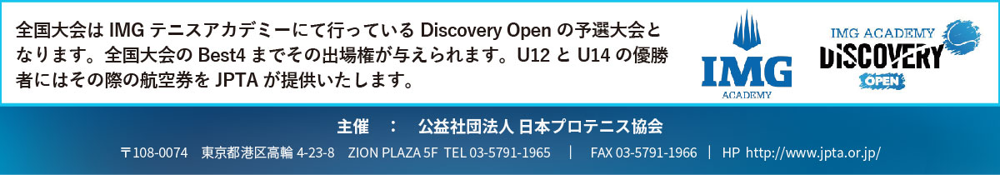 全国大会は IMG テニスアカデミーにて行っている Discovery Open の予選大会と
なります。全国大会の Best4 までその出場権が与えられます。U12 と U14 の優勝
者にはその際の航空券を JPTA が提供いたします。
IMG
ACADEMY
IMG ACADEMY
DISCOVERY
OPEN
主催　：　公益社団法人 日本プロテニス協会
〒108-0074　東京都港区高輪 4-23-8　ZION PLAZA 5F  TEL 03-5791-1965　｜　FAX 03-5791-1966　｜　HP  http://www.jpta.or.jp/